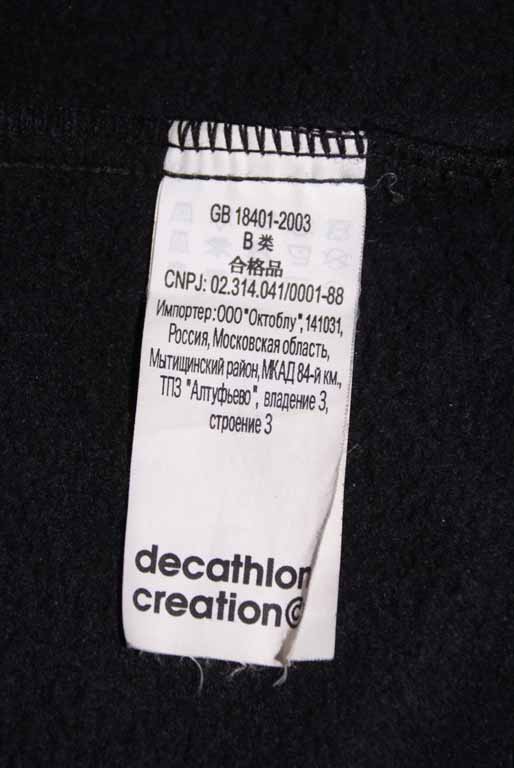 GB 18401-2003
B 类
合格品
CNPJ: 02.314.041/0001-88
Импортер:ООО "Октоблу", 141031,
Россия, Московская область,
Мытищинский район, МКАД 84-й км.,
ТПЗ "Алтуфьево", владение 3,
строение 3
decathlon
creation©